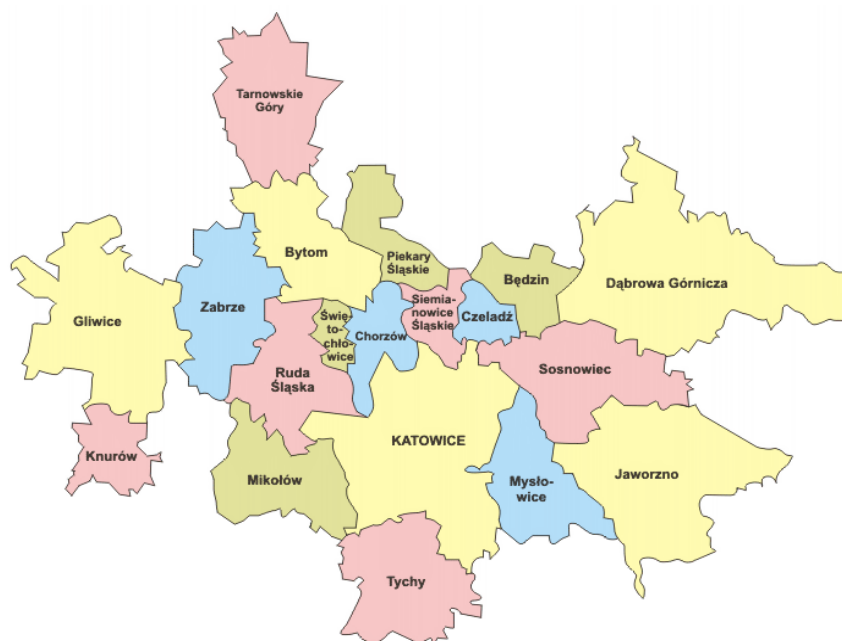 Tarnowskie
Góry
Bytom
Piekary
Śląskie
Będzin
Dąbrowa Górnicza
Gliwice
Zabrze
Świę-
to-
chło-
wice
Chorzów
Siemia-
nowice
Śląskie
Czeladź
Ruda
Śląska
Sosnowiec
Knurów
Mikołów
KATOWICE
Mysło-
wice
Jaworzno
Tychy